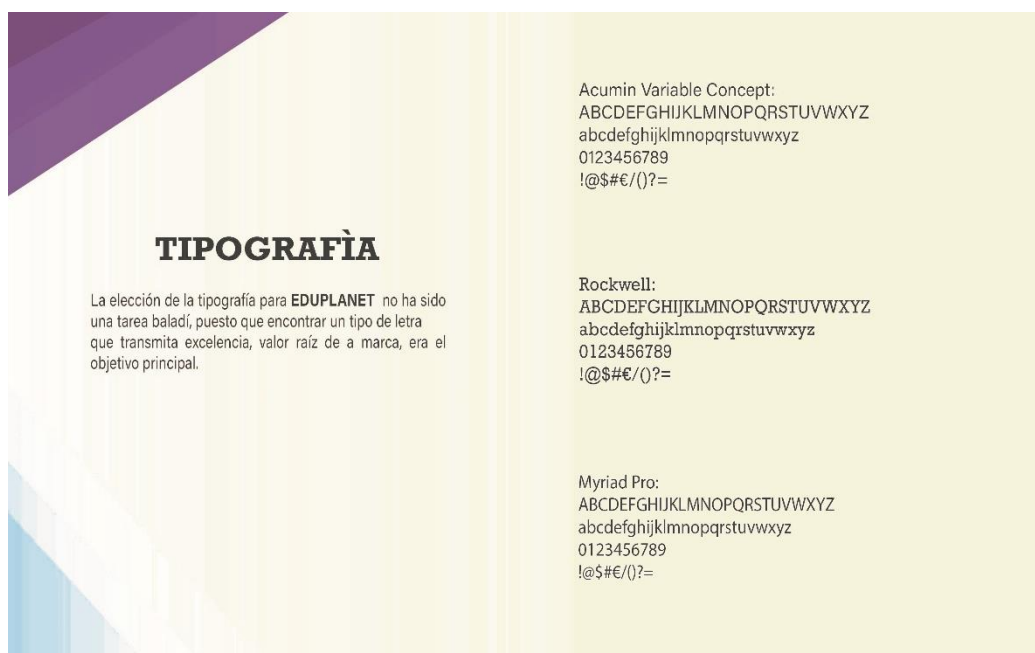 TIPOGRAFÌA
La elección de la tipografía para EDUPLANET no ha sido
una tarea baladí, puesto que encontrar un tipo de letra
que transmita excelencia, valor raíz de a marca, era el
objetivo principal.
Acumin Variable Concept:
ABCDEFGHIJKLMNOPQRSTUVWXYZ
abcdefghijklmnopqrstuvwxyz
0123456789
!@$#€/()?=
Rockwell:
ABCDEFGHIJKLMNOPQRSTUVWXYZ
abcdefghijklmnopqrstuvwxyz
0123456789
!@$#€/()?=
Myriad Pro:
ABCDEFGHIJKLMNOPQRSTUVWXYZ
abcdefghijklmnopqrstuvwxyz
0123456789
!@$#€/()?=